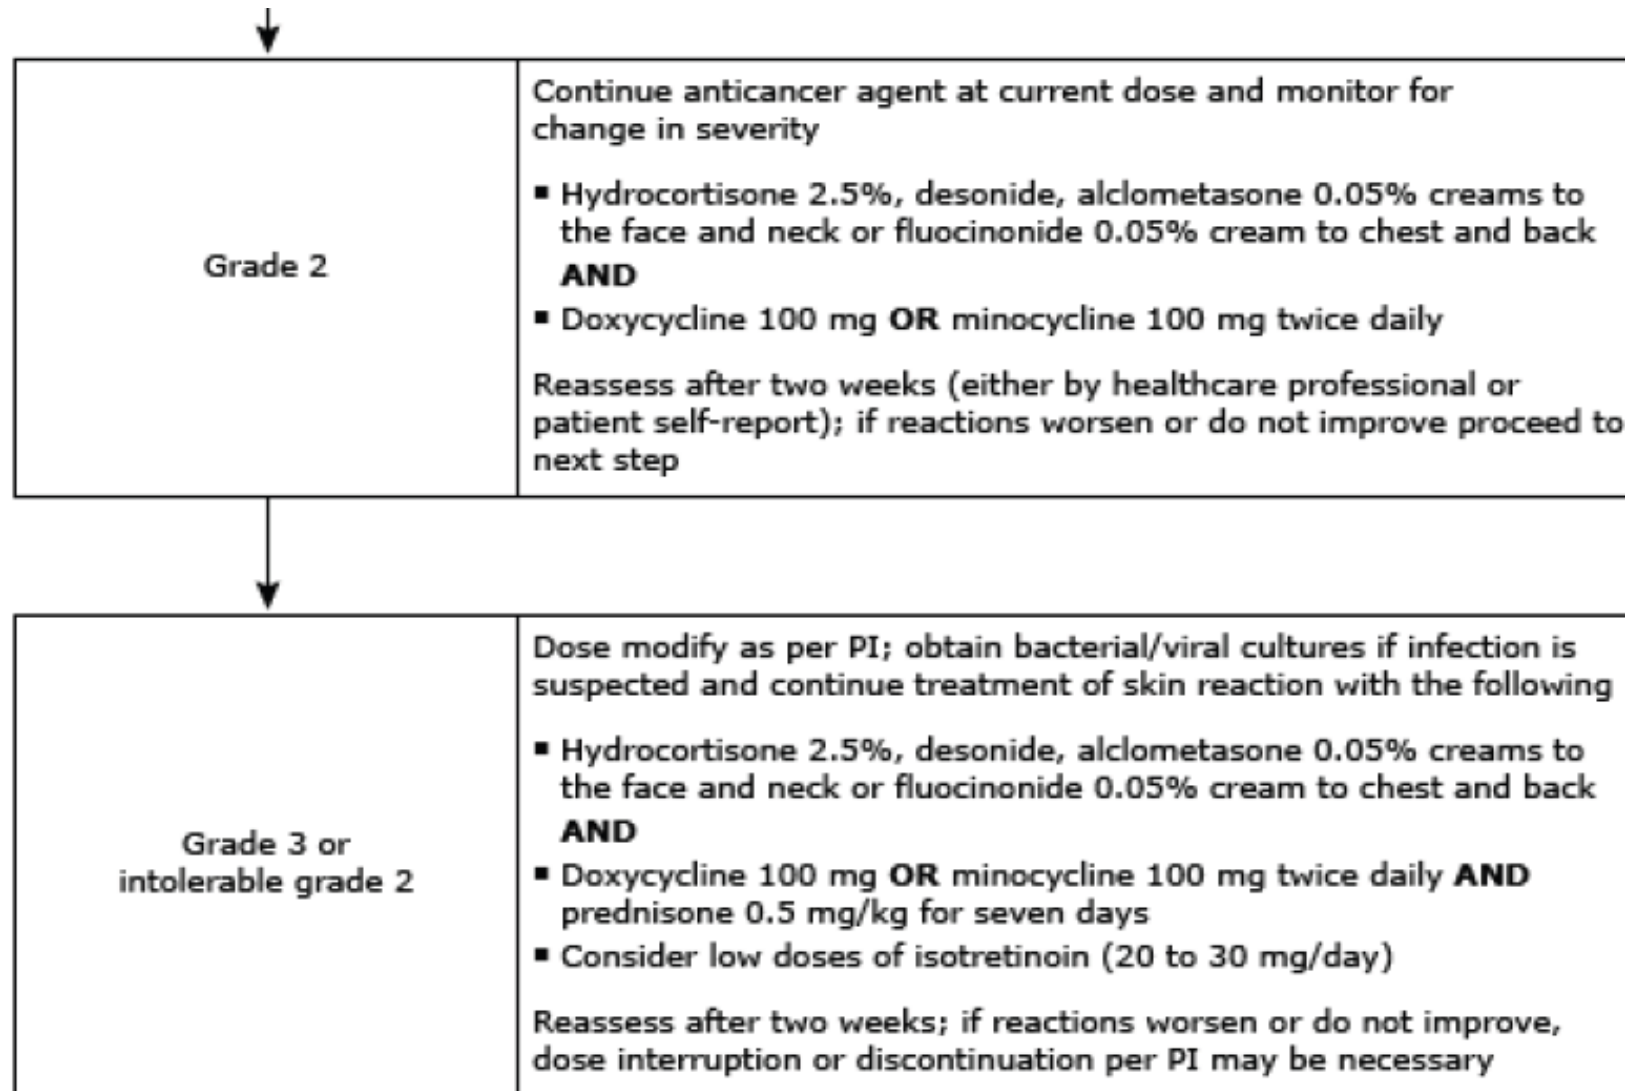 Grade 2
Continue anticancer agent at current dose and monitor for
change in severity
▪ Hydrocortisone 2.5%, desonide, alclometasone 0.05% creams to
the face and neck or fluocinonide 0.05% cream to chest and back
AND
▪ Doxycycline 100 mg OR minocycline 100 mg twice daily
Reassess after two weeks (either by healthcare professional or
patient self-report); if reactions worsen or do not improve proceed to
next step
Grade 3 or
intolerable grade 2
Dose modify as per PI; obtain bacterial/viral cultures if infection is
suspected and continue treatment of skin reaction with the following
▪ Hydrocortisone 2.5%, desonide, alclometasone 0.05% creams to
the face and neck or fluocinonide 0.05% cream to chest and back
AND
▪ Doxycycline 100 mg OR minocycline 100 mg twice daily AND
prednisone 0.5 mg/kg for seven days
▪ Consider low doses of isotretinoin (20 to 30 mg/day)
Reassess after two weeks; if reactions worsen or do not improve,
dose interruption or discontinuation per PI may be necessary